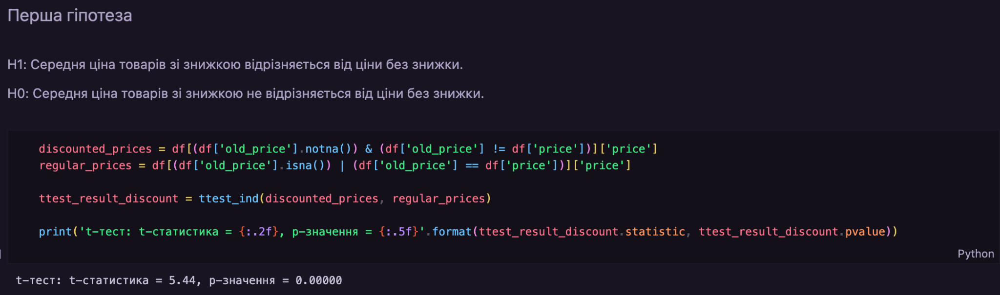 Перша гіпотеза
H1: Середня ціна товарів зі знижкою відрізняється від ціни без знижки.
H0: Середня ціна товарів зі знижкою не відрізняється від ціни без знижки.
discounted_prices = df[(df['old_price'].notna()) & (df['old_price'] != df['price'])]['price']
regular_prices = df[(df['old_price'].isna()) | (df['old_price'] == df['price'])]['price']
ttest_result_discount = ttest_ind(discounted_prices, regular_prices)
print('t-тест: t-статистика = {:.2f}, p-значення = {:.5f}'.format(ttest_result_discount.statistic, ttest_result_discount.pvalue))
Python
t-тест: t-статистика = 5.44, p-значення = 0.00000